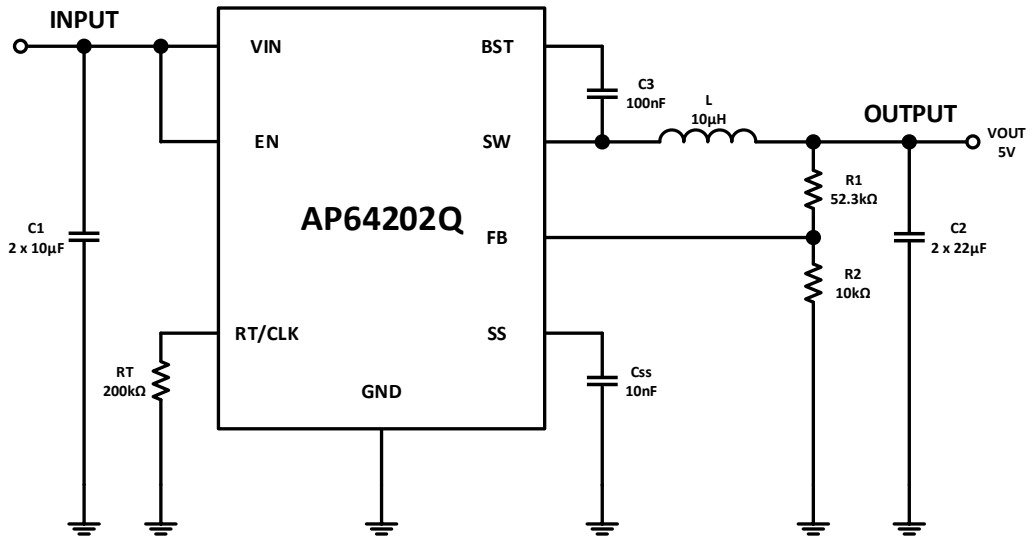 INPUT
VIN
BST
C3
100nF
L
10µH
OUTPUT
VOUT
5V
EN
SW
R1
52.3kΩ
AP64202Q
FB
C1
2 x 10µF
C2
2 x 22µF
R2
10kΩ
RT/CLK
SS
RT
200kΩ
Css
10nF
GND